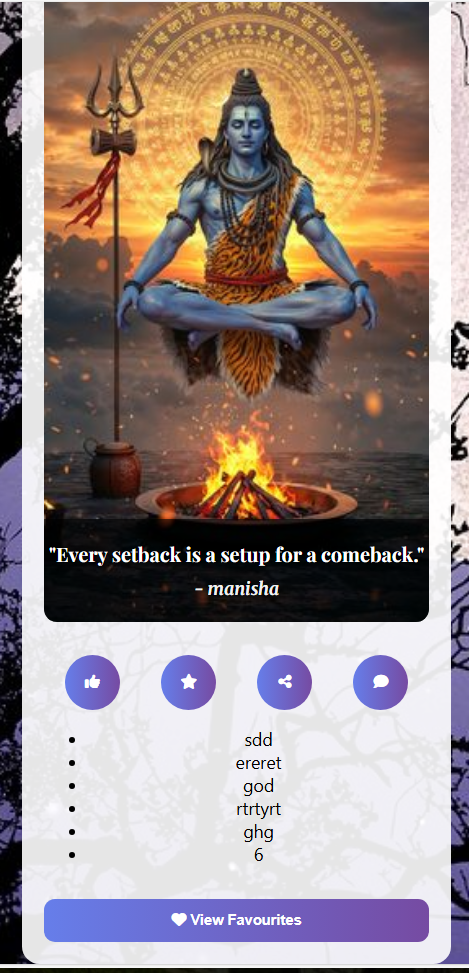 "Every setback is a setup for a comeback."
- manisha
sdd
ereret
god
rtrtyrt
ghg
6
View Favourites